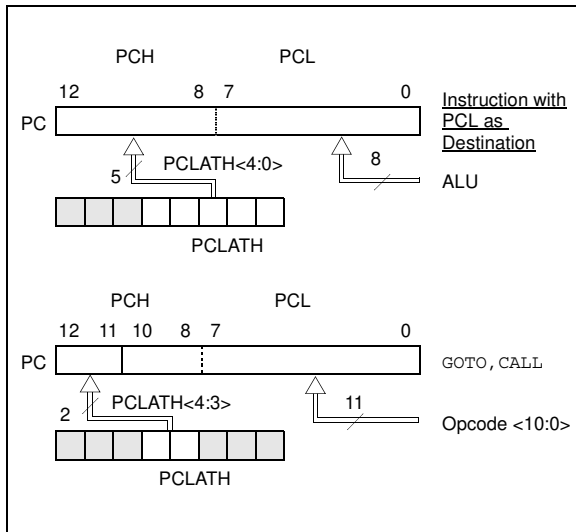 PCH PCL
12 8 7 0
PC
Instruction with
PCL as
Destination
5 PCLATH<4:0> 8
ALU
PCLATH
PCH PCL
12 11 10 8 7 0
PC GOTO, CALL
2 PCLATH<4:3> 11
Opcode <10:0>
PCLATH